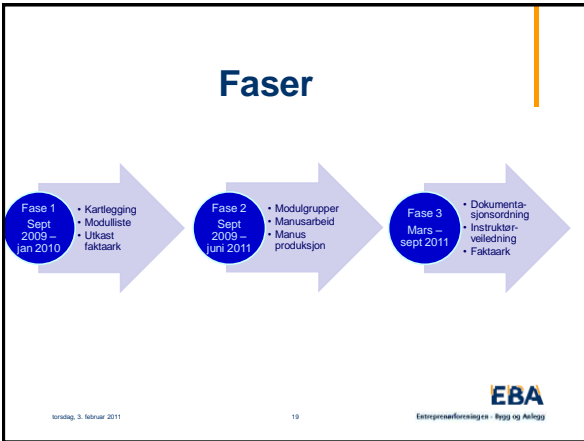 Faser
Fase 1
Sept
2009 –
jan 2010
• Kartlegging
• Modulliste
• Utkast
faktaark
Fase 2
Sept
2009 –
juni 2011
• Modulgrupper
• Manusarbeid
• Manus
produksjon
Fase 3
Mars –
sept 2011
• Dokumenta-
sjonsordning
• Instruktør-
veiledning
• Faktaark
torsdag, 3. februar 2011
19
EBA
Entreprenørforeningen - Bygg og Anlegg